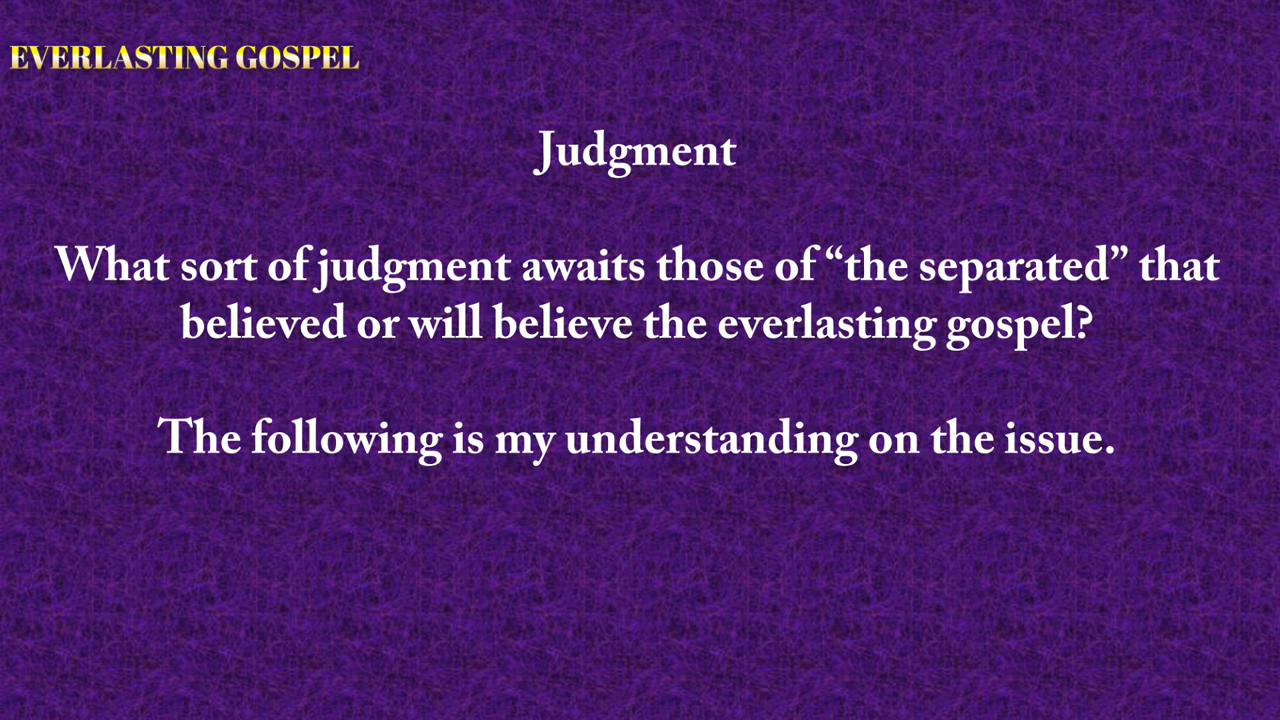 EVERLASTING GOSPEL
Judgment
What sort of judgment awaits those of “the separated” that
believed or will believe the everlasting gospel?
The following is my understanding on the issue.